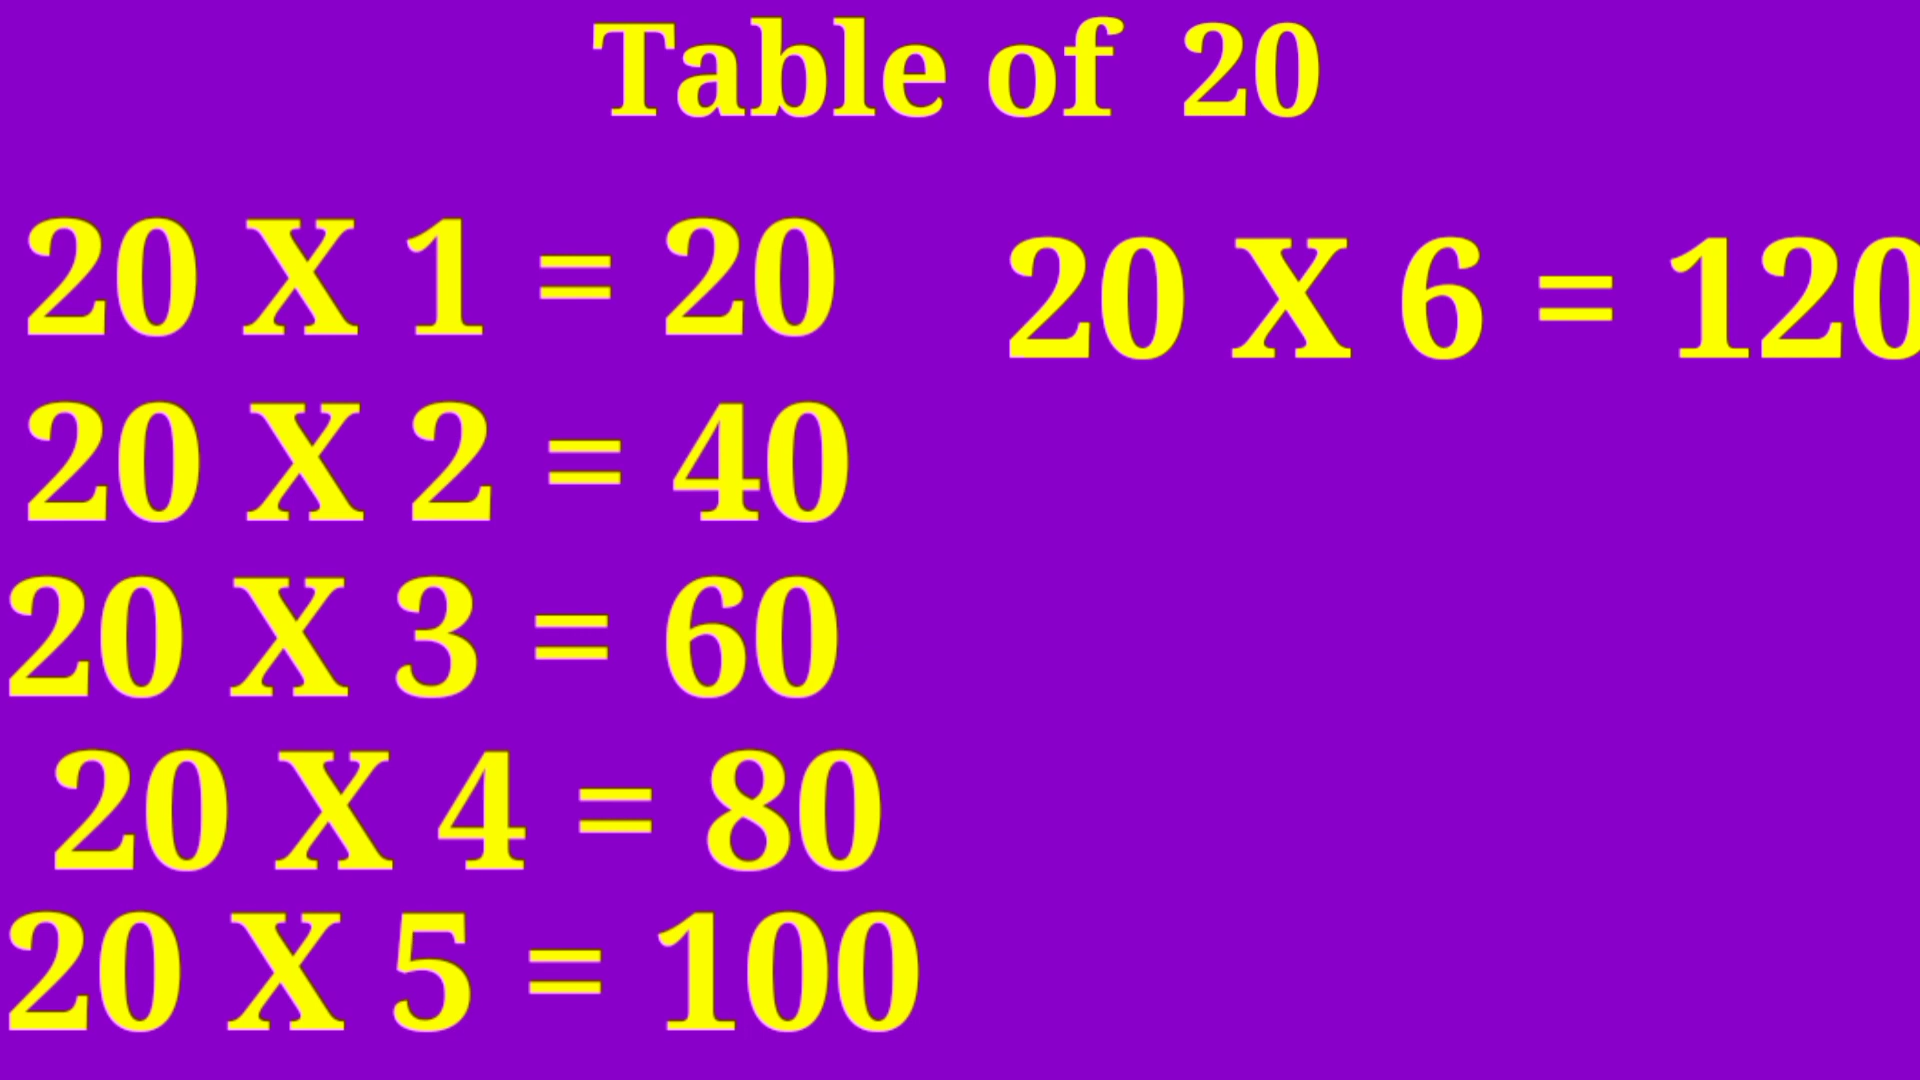 Table of 20
20 X 1 = 20
20 X 2 = 40
20 X 3 = 60
20 X 4 = 80
20 X 5 = 100
20 X 6 = 120